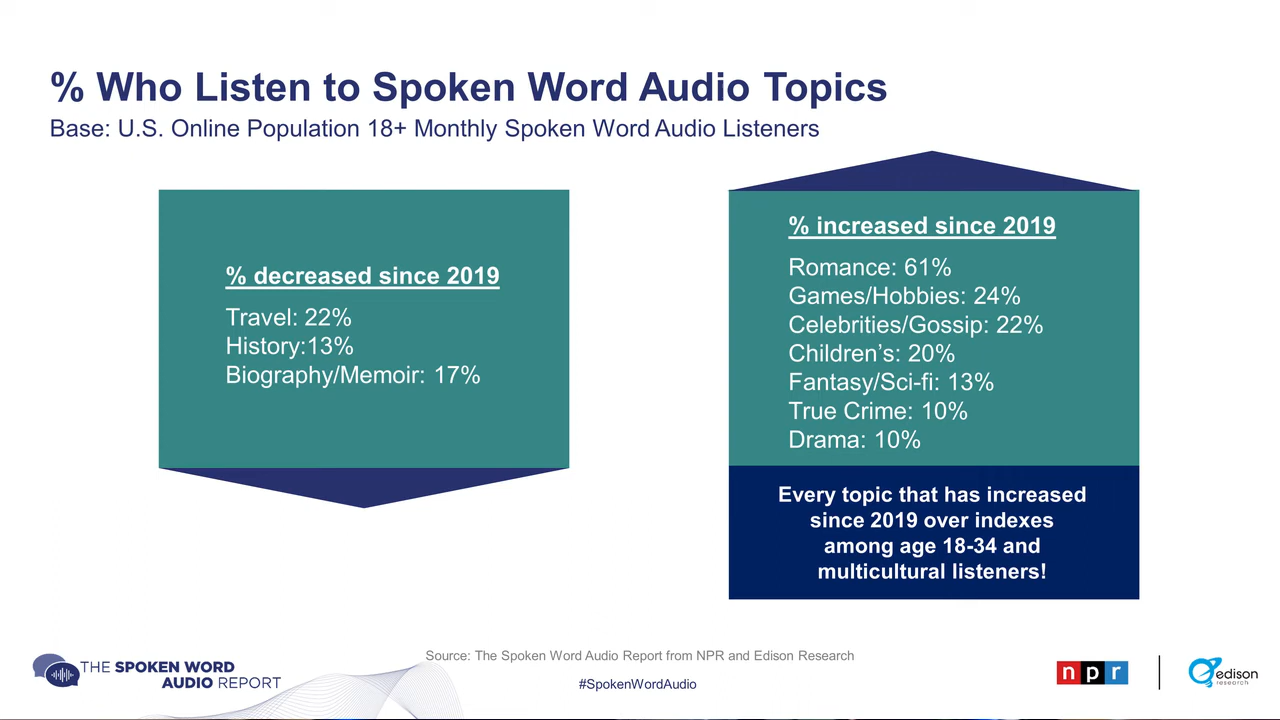 % Who Listen to Spoken Word Audio Topics
Base: U.S. Online Population 18+ Monthly Spoken Word Audio Listeners
% decreased since 2019
Travel: 22%
History:13%
Biography/Memoir: 17%
% increased since 2019
Romance: 61%
Games/Hobbies: 24%
Celebrities/Gossip: 22%
Children’s: 20%
Fantasy/Sci-fi: 13%
True Crime: 10%
Drama: 10%
Every topic that has increased
since 2019 over indexes
among age 18-34 and
multicultural listeners!
THE SPOKEN WORD
AUDIO REPORT
Source: The Spoken Word Audio Report from NPR and Edison Research
#SpokenWordAudio
npr
edison
research